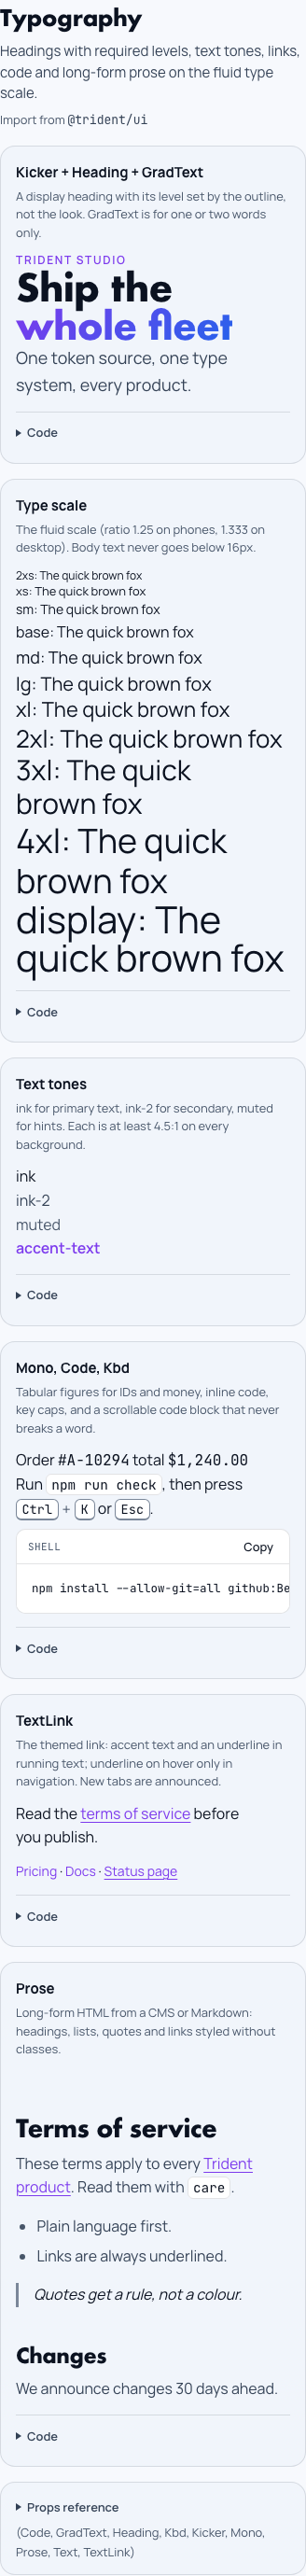 Typography
Headings with required levels, text tones, links,
code and long-form prose on the fluid type
scale.
Import from @trident/ui
Kicker + Heading + GradText
A display heading with its level set by the outline,
not the look. GradText is for one or two words
only.
TRIDENT STUDIO
Ship the
whole fleet
One token source, one type
system, every product.
Code
Type scale
The fluid scale (ratio 1.25 on phones, 1.333 on
desktop). Body text never goes below 16px.
2xs: The quick brown fox
xs: The quick brown fox
sm: The quick brown fox
base: The quick brown fox
md: The quick brown fox
lg: The quick brown fox
xl: The quick brown fox
2xl: The quick brown fox
3xl: The quick
brown fox
4xl: The quick
brown fox
display: The
quick brown fox
Code
Text tones
ink for primary text, ink-2 for secondary, muted
for hints. Each is at least 4.5:1 on every
background.
ink
ink-2
muted
accent-text
Code
Mono, Code, Kbd
Tabular figures for IDs and money, inline code,
key caps, and a scrollable code block that never
breaks a word.
Order #A-10294 total $1,240.00
Run npm run check, then press
Ctrl + K or Esc.
SHELL Copy
npm install --allow-git=all github:Be
Code
TextLink
The themed link: accent text and an underline in
running text; underline on hover only in
navigation. New tabs are announced.
Read the terms of service before
you publish.
Pricing · Docs · Status page
Code
Prose
Long-form HTML from a CMS or Markdown:
headings, lists, quotes and links styled without
classes.
Terms of service
These terms apply to every Trident
product. Read them with care.
• Plain language first.
• Links are always underlined.
Quotes get a rule, not a colour.
Changes
We announce changes 30 days ahead.
Code
Props reference
(Code, GradText, Heading, Kbd, Kicker, Mono,
Prose, Text, TextLink)